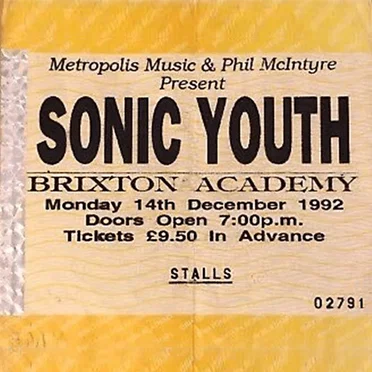 Metropolis Music & Phil McIntyre
Present
SONIC YOUTH
BRIXTON ACADEMY
Monday 14th December 1992
Doors Open 7:00p.m.
Tickets £9.50 In Advance
STALLS
02791